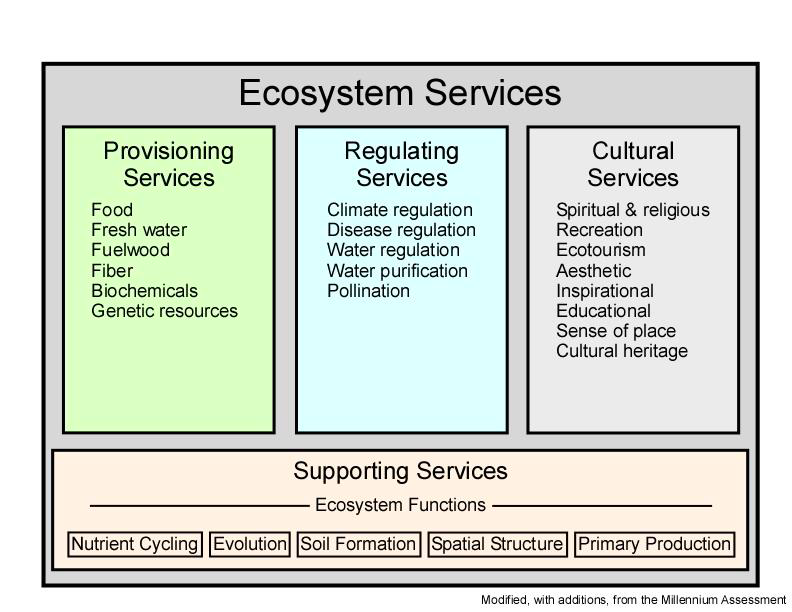 Ecosystem Services
Provisioning
Services
Food
Fresh water
Fuelwood
Fiber
Biochemicals
Genetic resources
Regulating
Services
Climate regulation
Disease regulation
Water regulation
Water purification
Pollination
Cultural
Services
Spiritual & religious
Recreation
Ecotourism
Aesthetic
Inspirational
Educational
Sense of place
Cultural heritage
Supporting Services
Ecosystem Functions
Nutrient Cycling
Evolution
Soil Formation
Spatial Structure
Primary Production
Modified, with additions, from the Millennium Assessment